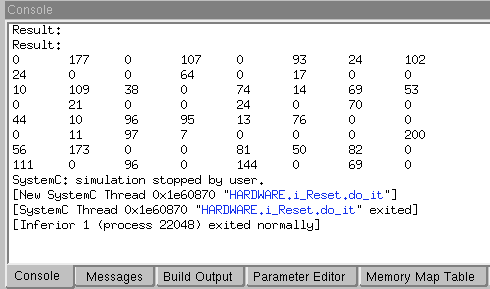 Console
Result:
Result:
0 177 0 107 0 93 24 102
24 0 0 64 0 17 0 0
10 109 38 0 74 14 69 53
0 21 0 0 24 0 70 0
44 10 96 95 13 76 0 0
0 11 97 7 0 0 0 200
56 173 0 0 81 50 82 0
111 0 96 0 144 0 69 0
SystemC: simulation stopped by user.
[New SystemC Thread 0x1e60870 "HARDWARE.i_Reset.do_it"]
[SystemC Thread 0x1e60870 "HARDWARE.i_Reset.do_it" exited]
[Inferior 1 (process 22048) exited normally]
Console Messages Build Output Parameter Editor Memory Map Table